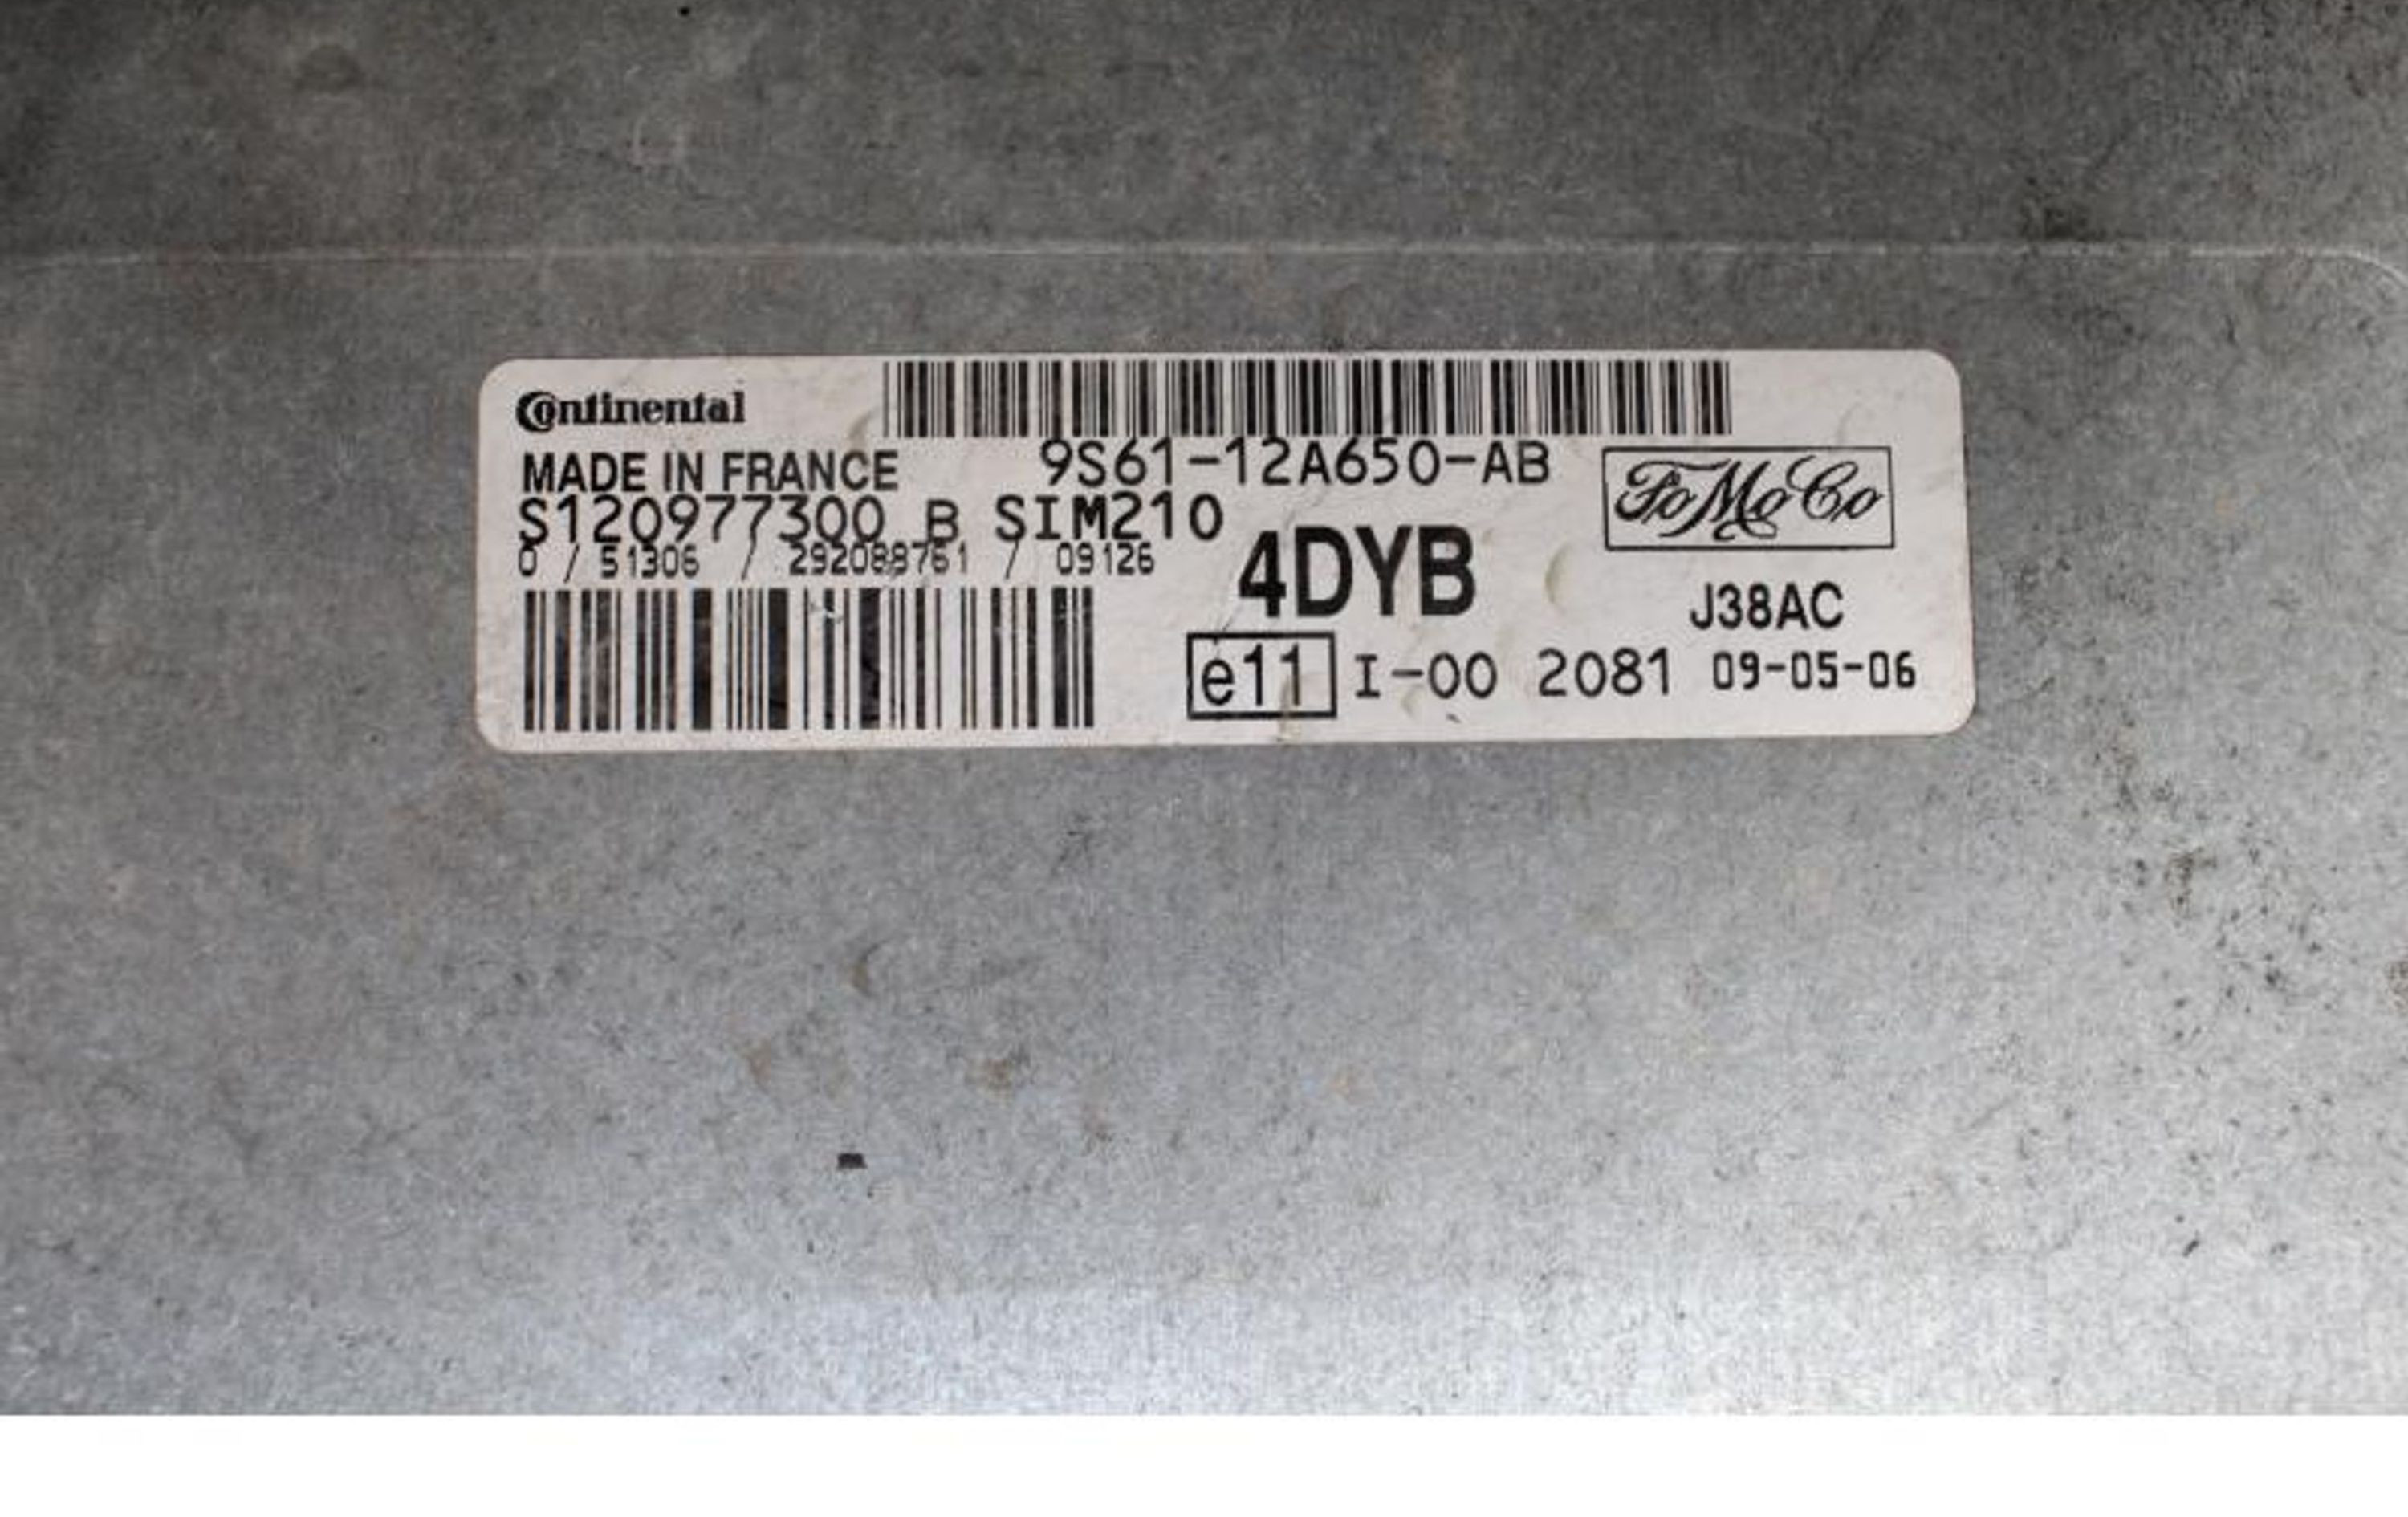 Continental
MADE IN FRANCE
9S61-12A650-AB
FoMoCo
S120977300 B SIM210
0 / 51306 / 292088761 / 09126
4DYB
J38AC
e11 I-00 2081 09-05-06